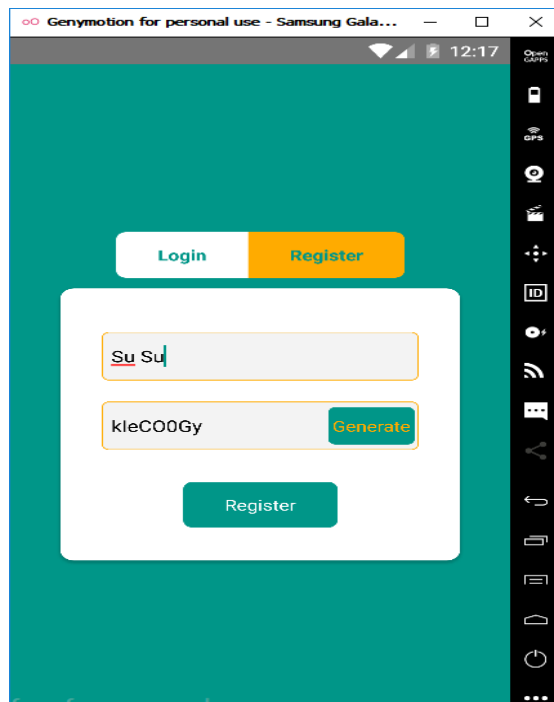 Genymotion for personal use - Samsung Gala...
12:17
Open
GAPPS
GPS
ID
Login Register
Su Su
kleCO0Gy Generate
Register